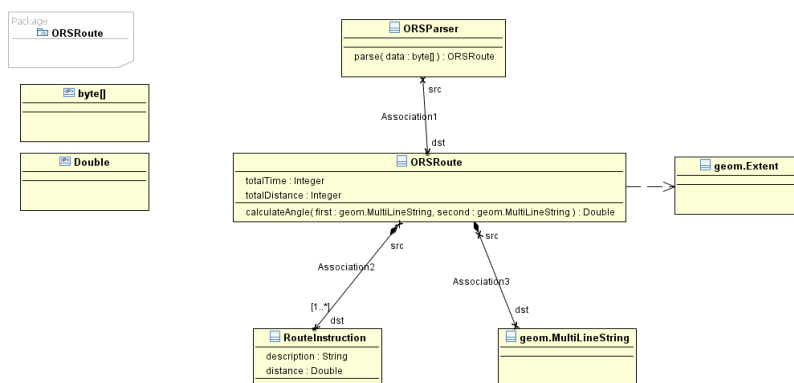 Package
ORSRoute
byte[]
Double
ORSParser
parse( data : byte[] ) : ORSRoute
src
Association1
dst
ORSRoute
totalTime : Integer
totalDistance : Integer
calculateAngle( first : geom.MultiLineString, second : geom.MultiLineString ) : Double
geom.Extent
src
src
Association2
Association3
[1..*]
dst
dst
RouteInstruction
description : String
distance : Double
geom.MultiLineString